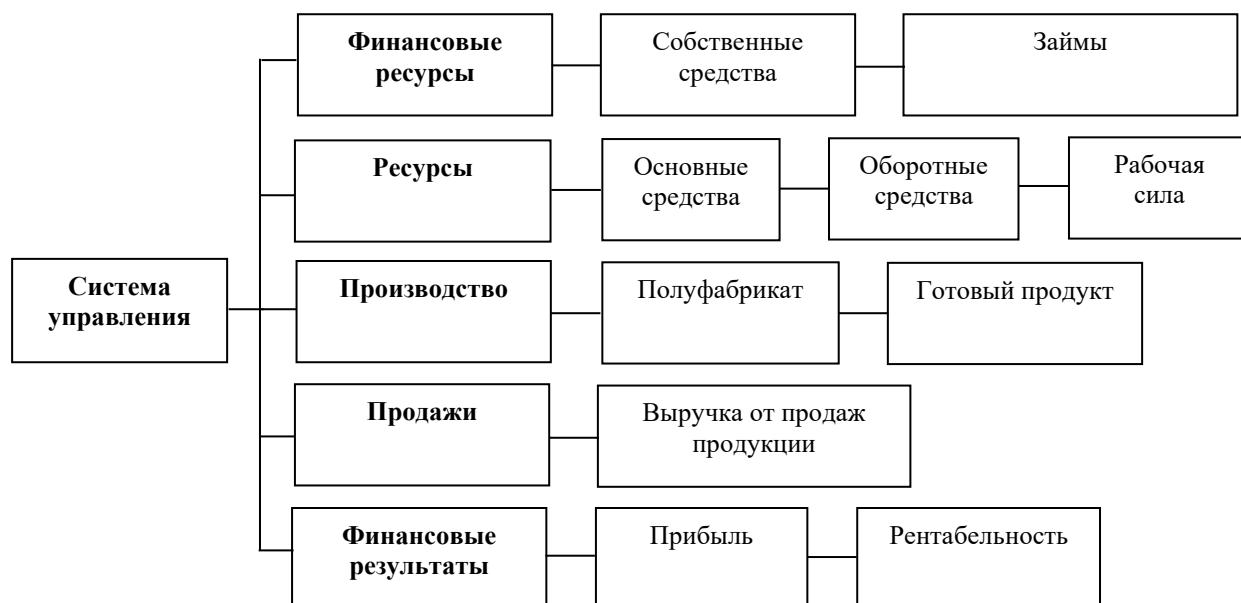 Финансовые
ресурсы
Собственные
средства
Займы
Ресурсы
Основные
средства
Оборотные
средства
Рабочая
сила
Система
управления
Производство
Полуфабрикат
Готовый продукт
Продажи
Выручка от продаж
продукции
Финансовые
результаты
Прибыль
Рентабельность